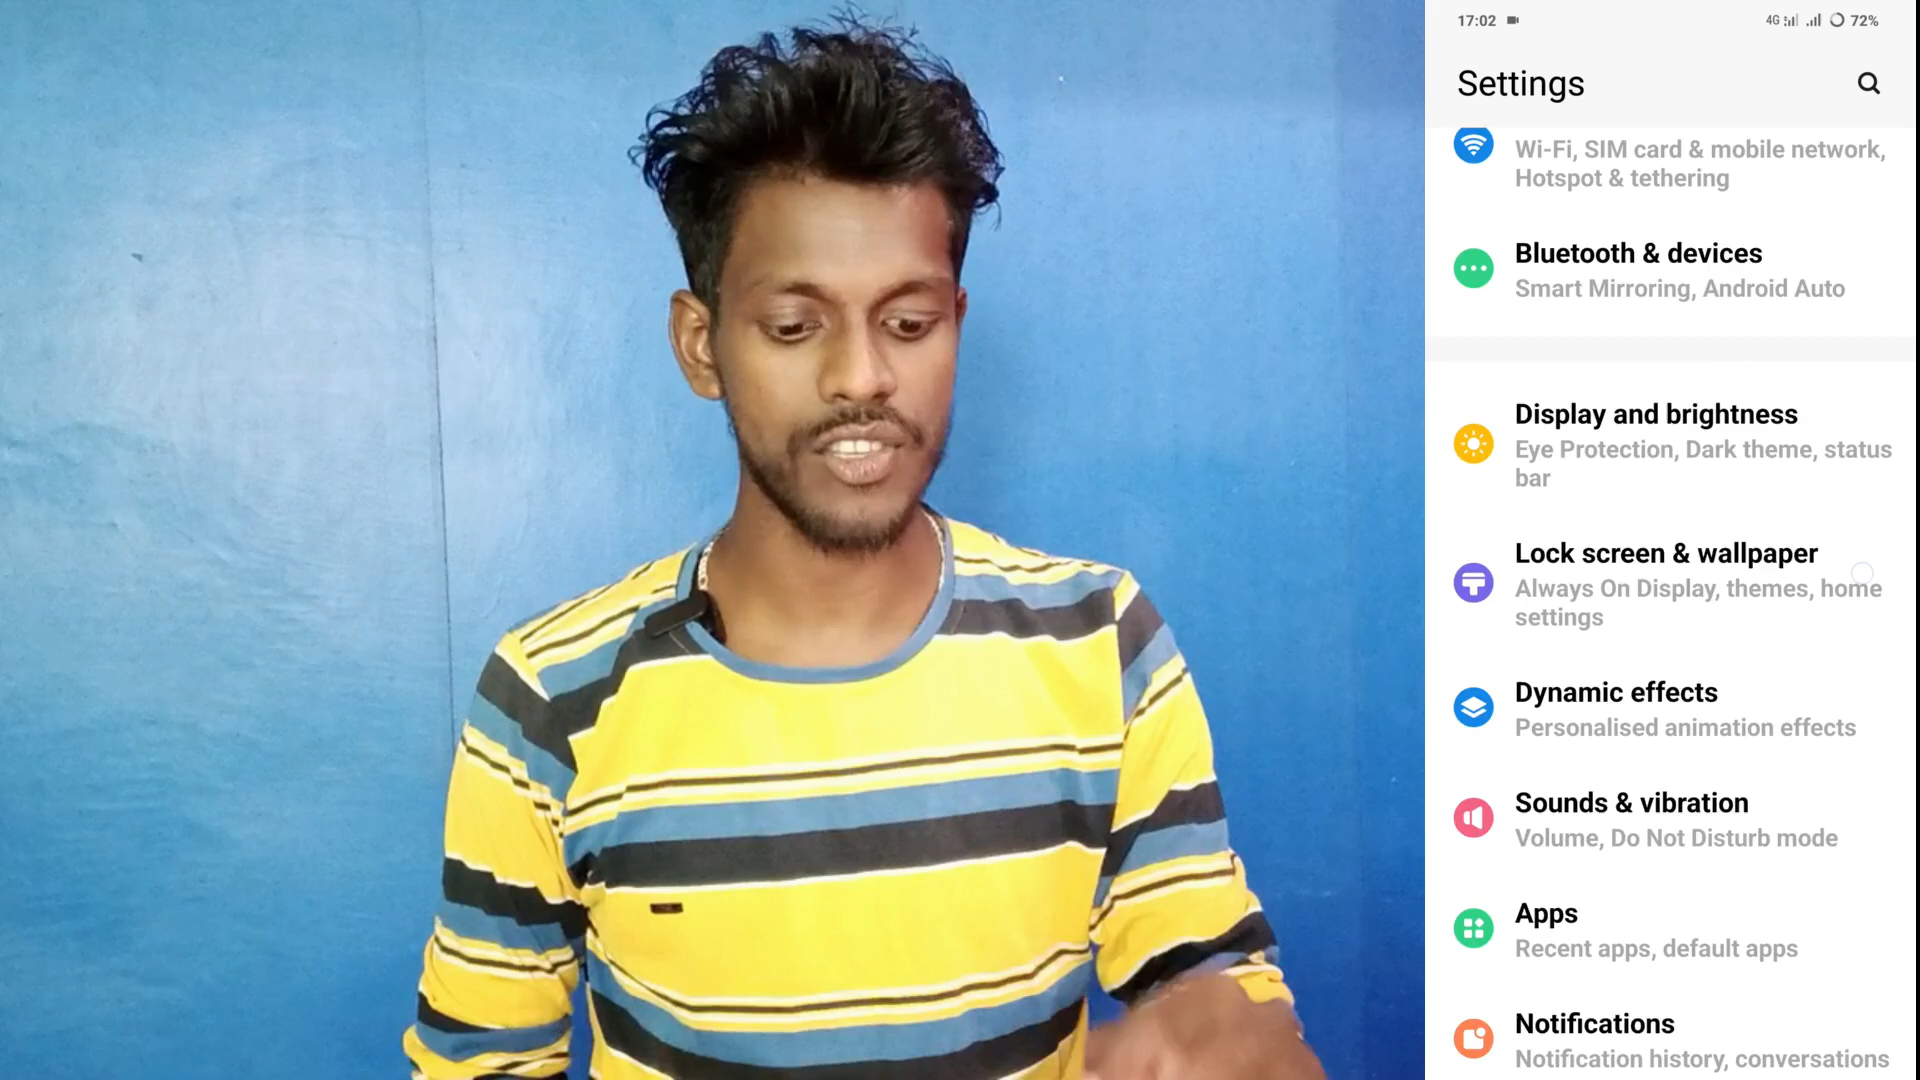 17:02
4G
72%
Settings
Wi-Fi, SIM card & mobile network,
Hotspot & tethering
Bluetooth & devices
Smart Mirroring, Android Auto
Display and brightness
Eye Protection, Dark theme, status
bar
Lock screen & wallpaper
Always On Display, themes, home
settings
Dynamic effects
Personalised animation effects
Sounds & vibration
Volume, Do Not Disturb mode
Apps
Recent apps, default apps
Notifications
Notification history, conversations